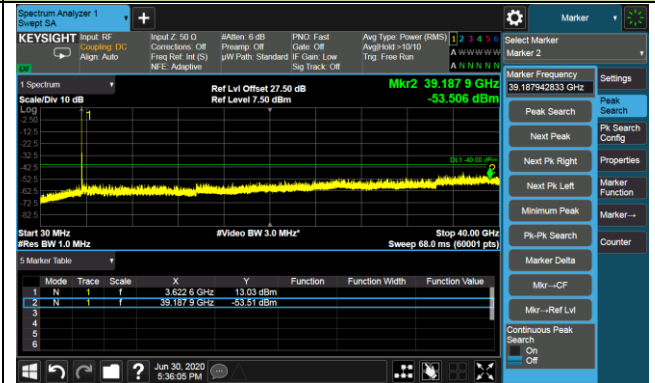 Spectrum Analyzer 1
Swept SA
+
Marker
KEYSIGHT
Input: RF
Coupling: DC
Align: Auto
Input Z: 50 Ω
Corrections: Off
Freq Ref: Int (S)
NFE: Adaptive
#Atten: 6 dB
Preamp: Off
µW Path: Standard
PNO: Fast
Gate: Off
IF Gain: Low
Sig Track: Off
Avg Type: Power (RMS)
Avg|Hold:>10/10
Trig: Free Run
1 2 3 4 5 6
A W W W W W
A N N N N N
Select Marker
Marker 2
1 Spectrum
Scale/Div 10 dB
Log
Ref Lvl Offset 27.50 dB
Ref Level 7.50 dBm
Mkr2 39.187 9 GHz
-53.506 dBm
-2.50
-12.5
-22.5
-32.5
-42.5
-52.5
-62.5
-72.5
-82.5
1
DL1 -40.00 dBm
2
Start 30 MHz
#Res BW 1.0 MHz
#Video BW 3.0 MHz*
Stop 40.00 GHz
Sweep 68.0 ms (60001 pts)
5 Marker Table
Mode Trace Scale X Y Function Function Width Function Value
1 N 1 f 3.622 6 GHz 13.03 dBm
2 N 1 f 39.187 9 GHz -53.51 dBm
3
4
5
6
Marker Frequency
39.187942833 GHz
Peak Search
Next Peak
Next Pk Right
Next Pk Left
Minimum Peak
Pk-Pk Search
Marker Delta
Mkr→CF
Mkr→Ref Lvl
Continuous Peak
Search
On
Off
Settings
Peak
Search
Pk Search
Config
Properties
Marker
Function
Marker→
Counter
?
Jun 30, 2020
5:36:05 PM